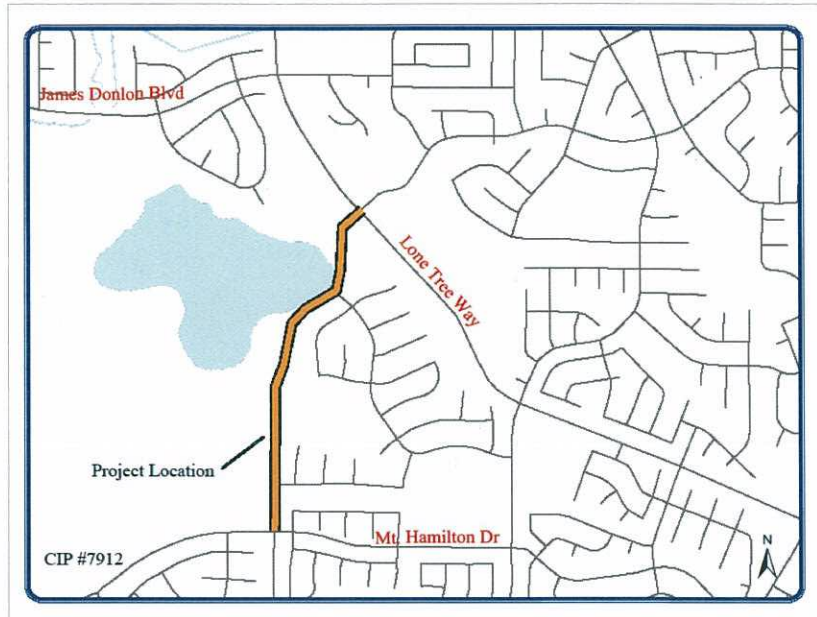 James Donlon Blvd
Lone Tree Way
Project Location
Mt. Hamilton Dr
CIP #7912
N